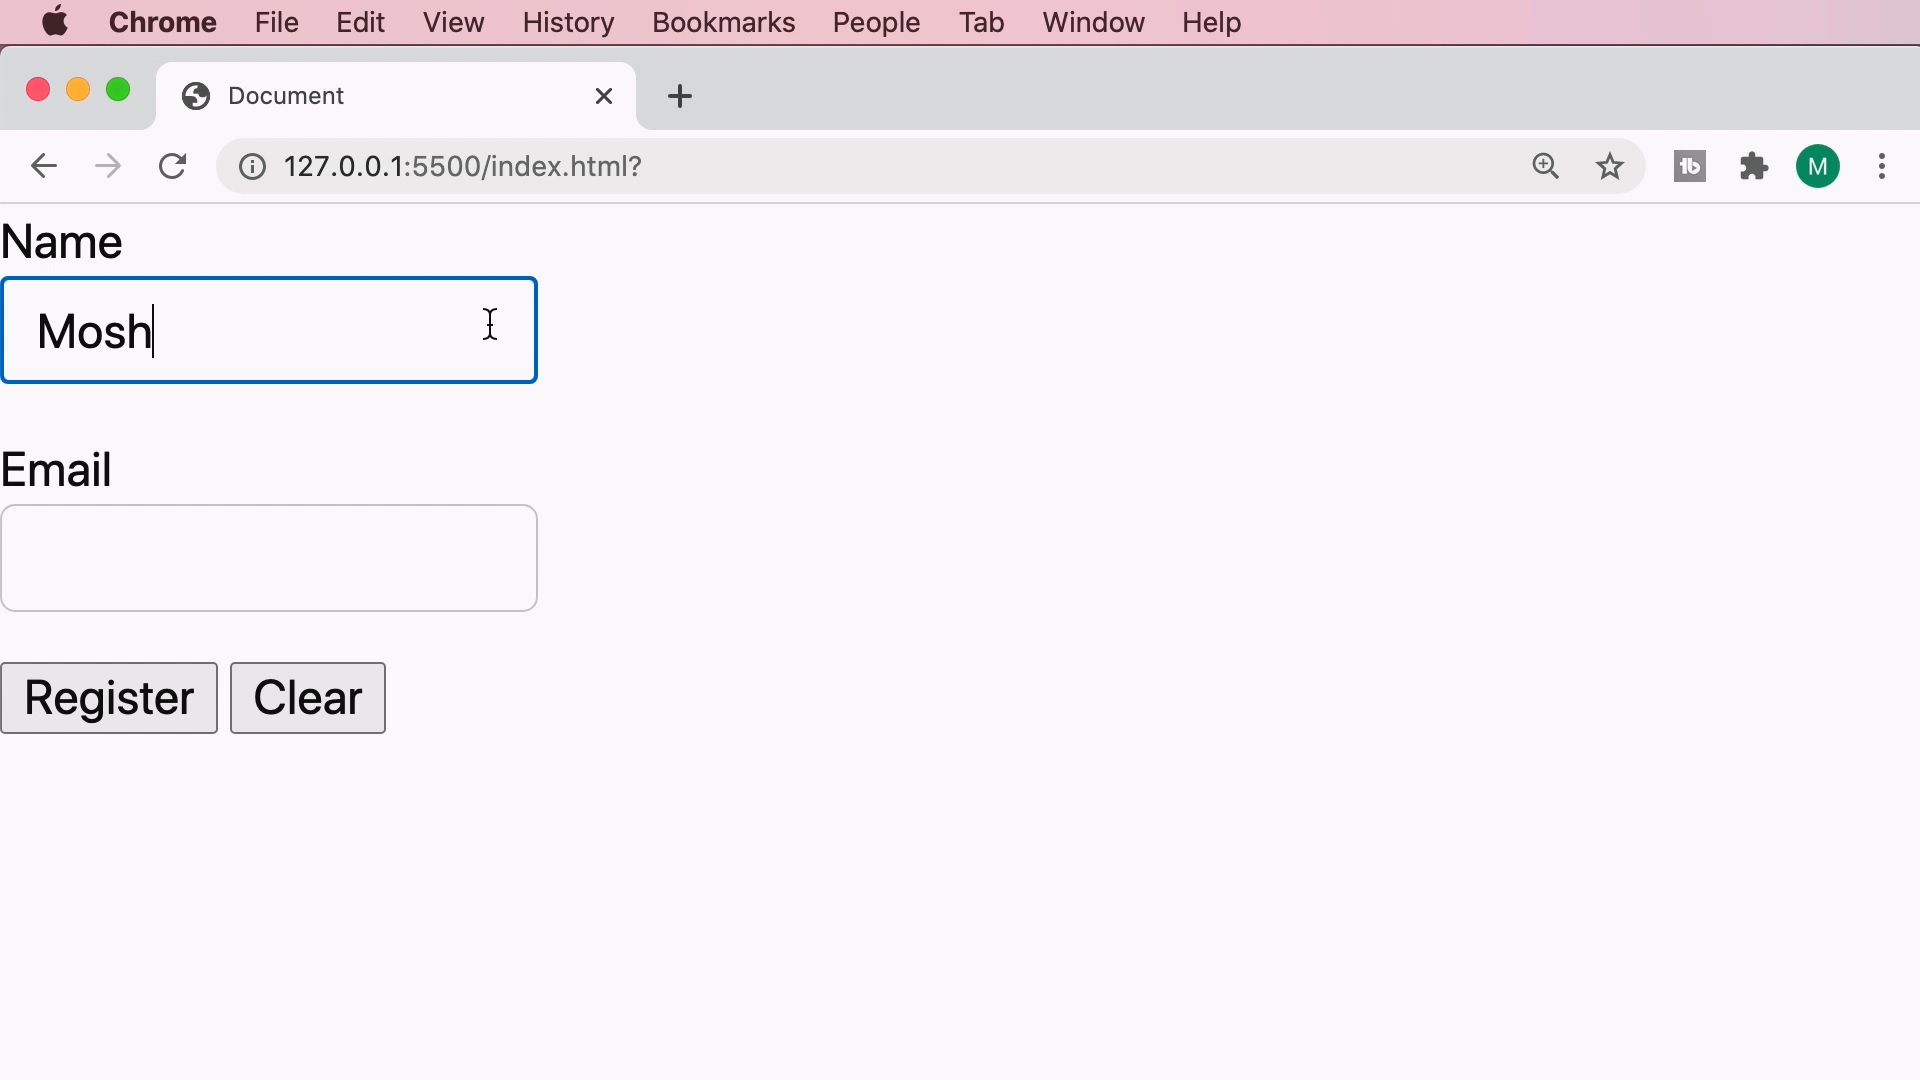 Chrome File Edit View History Bookmarks People Tab Window Help
Document
127.0.0.1:5500/index.html?
tb
M
Name
Mosh
Email
Register Clear